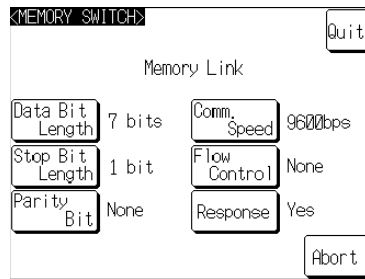 <MEMORY SWITCH>
Quit
Memory Link
Data Bit
Length
7 bits
Comm.
Speed
9600bps
Stop Bit
Length
1 bit
Flow
Control
None
Parity
Bit
None
Response
Yes
Abort